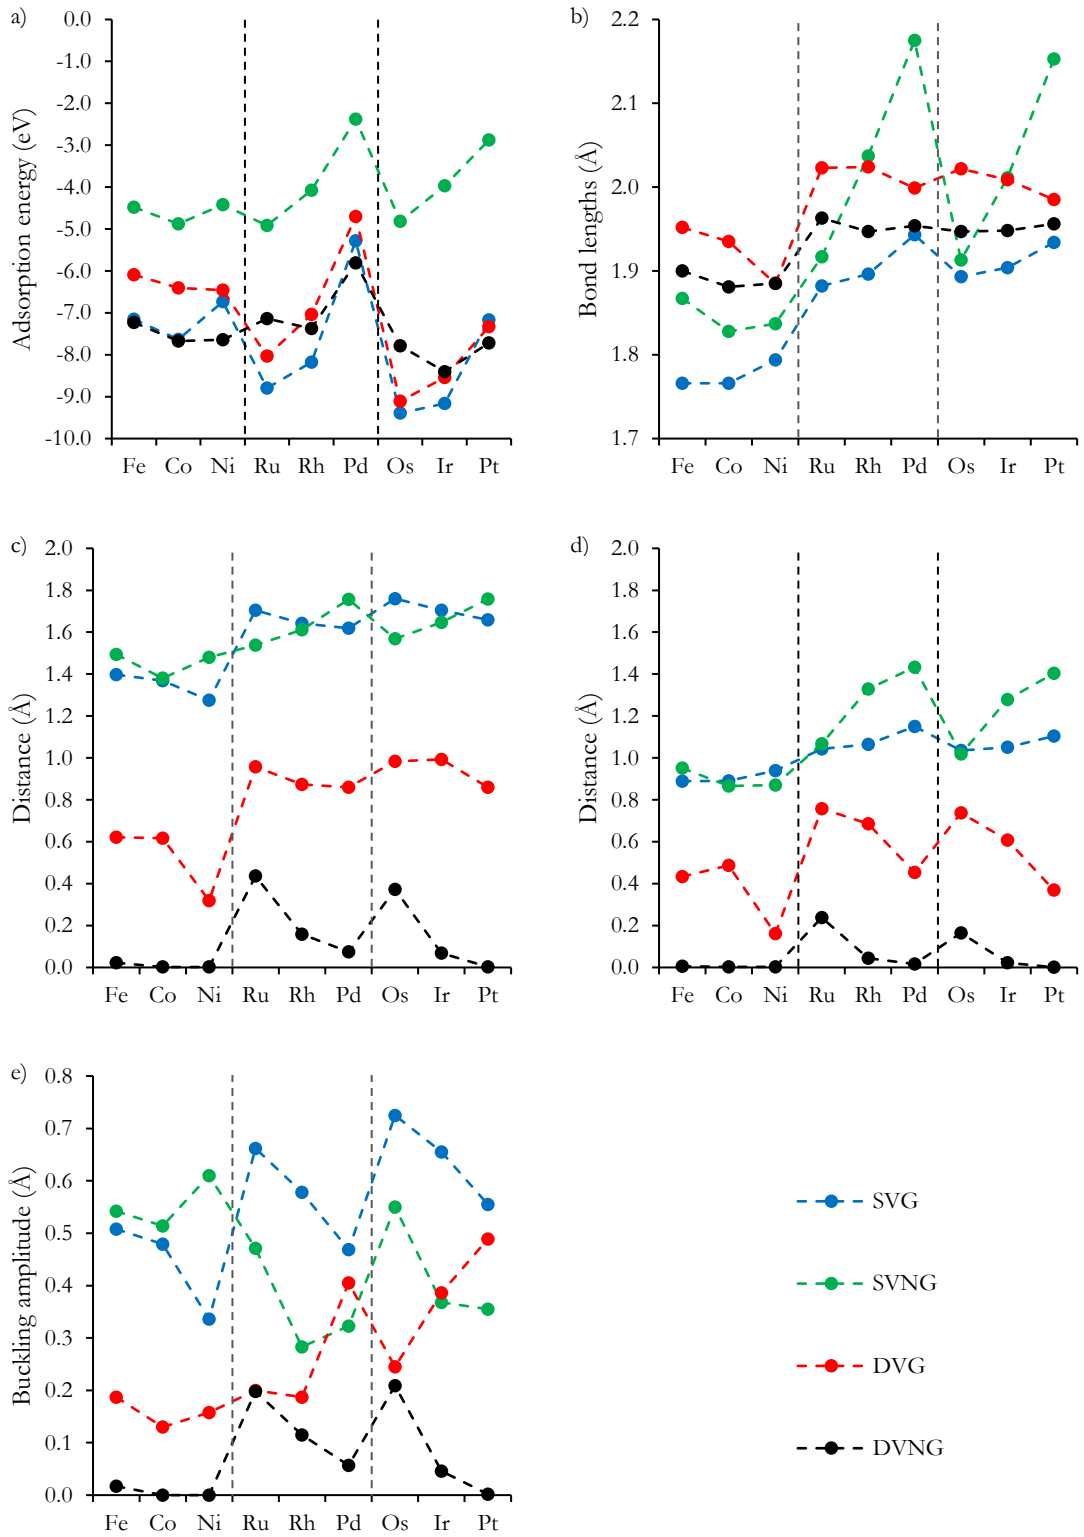 a)
Adsorption energy (eV)
0.0
-1.0
-2.0
-3.0
-4.0
-5.0
-6.0
-7.0
-8.0
-9.0
-10.0
Fe Co Ni Ru Rh Pd Os Ir Pt
b)
Bond lengths (Å)
2.2
2.1
2.0
1.9
1.8
1.7
Fe Co Ni Ru Rh Pd Os Ir Pt
c)
Distance (Å)
2.0
1.8
1.6
1.4
1.2
1.0
0.8
0.6
0.4
0.2
0.0
Fe Co Ni Ru Rh Pd Os Ir Pt
d)
Distance (Å)
2.0
1.8
1.6
1.4
1.2
1.0
0.8
0.6
0.4
0.2
0.0
Fe Co Ni Ru Rh Pd Os Ir Pt
e)
Buckling amplitude (Å)
0.8
0.7
0.6
0.5
0.4
0.3
0.2
0.1
0.0
Fe Co Ni Ru Rh Pd Os Ir Pt
SVG
SVNG
DVG
DVNG